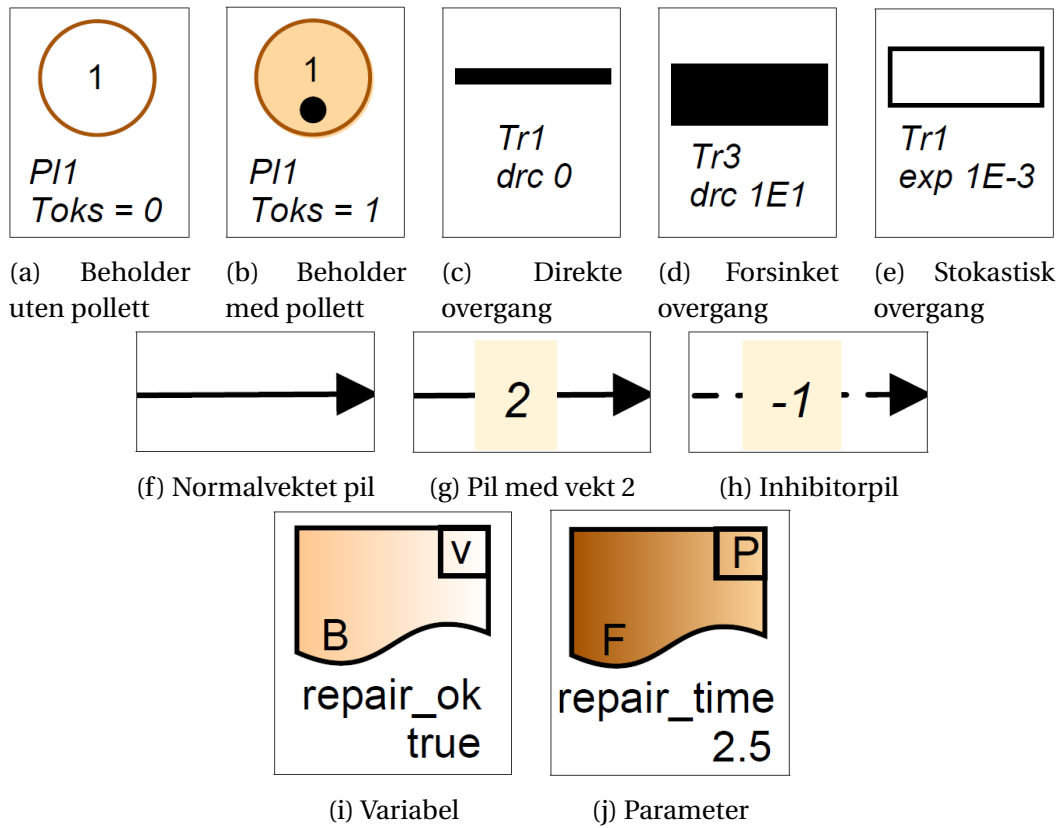 1
Pl1
Toks = 0
(a) Beholder
uten pollett
1
Pl1
Toks = 1
(b) Beholder
med pollett
Tr1
drc 0
(c) Direkte
overgang
Tr3
drc 1E1
(d) Forsinket
overgang
Tr1
exp 1E-3
(e) Stokastisk
overgang
(f) Normalvektet pil
2
(g) Pil med vekt 2
-1
(h) Inhibitorpil
v
B
repair_ok
true
(i) Variabel
P
F
repair_time
2.5
(j) Parameter